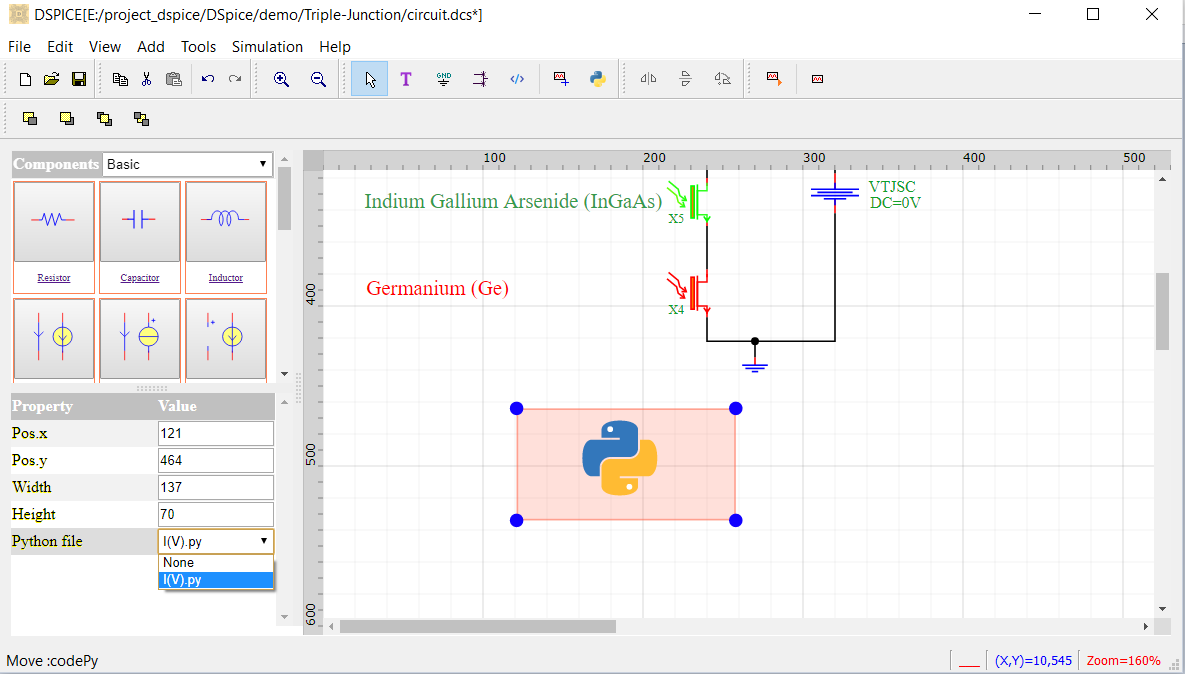 DSPICE[E:/project_dspice/DSpice/demo/Triple-Junction/circuit.dcs*]
File Edit View Add Tools Simulation Help
T GND </>
Components Basic
100 200 300 400 500
Resistor Capacitor Inductor
Indium Gallium Arsenide (InGaAs)
X5
VTJSC
DC=0V
Germanium (Ge)
X4
400
500
600
Property Value
Pos.x 121
Pos.y 464
Width 137
Height 70
Python file I(V).py
None
I(V).py
Move :codePy
(X,Y)=10,545 Zoom=160%